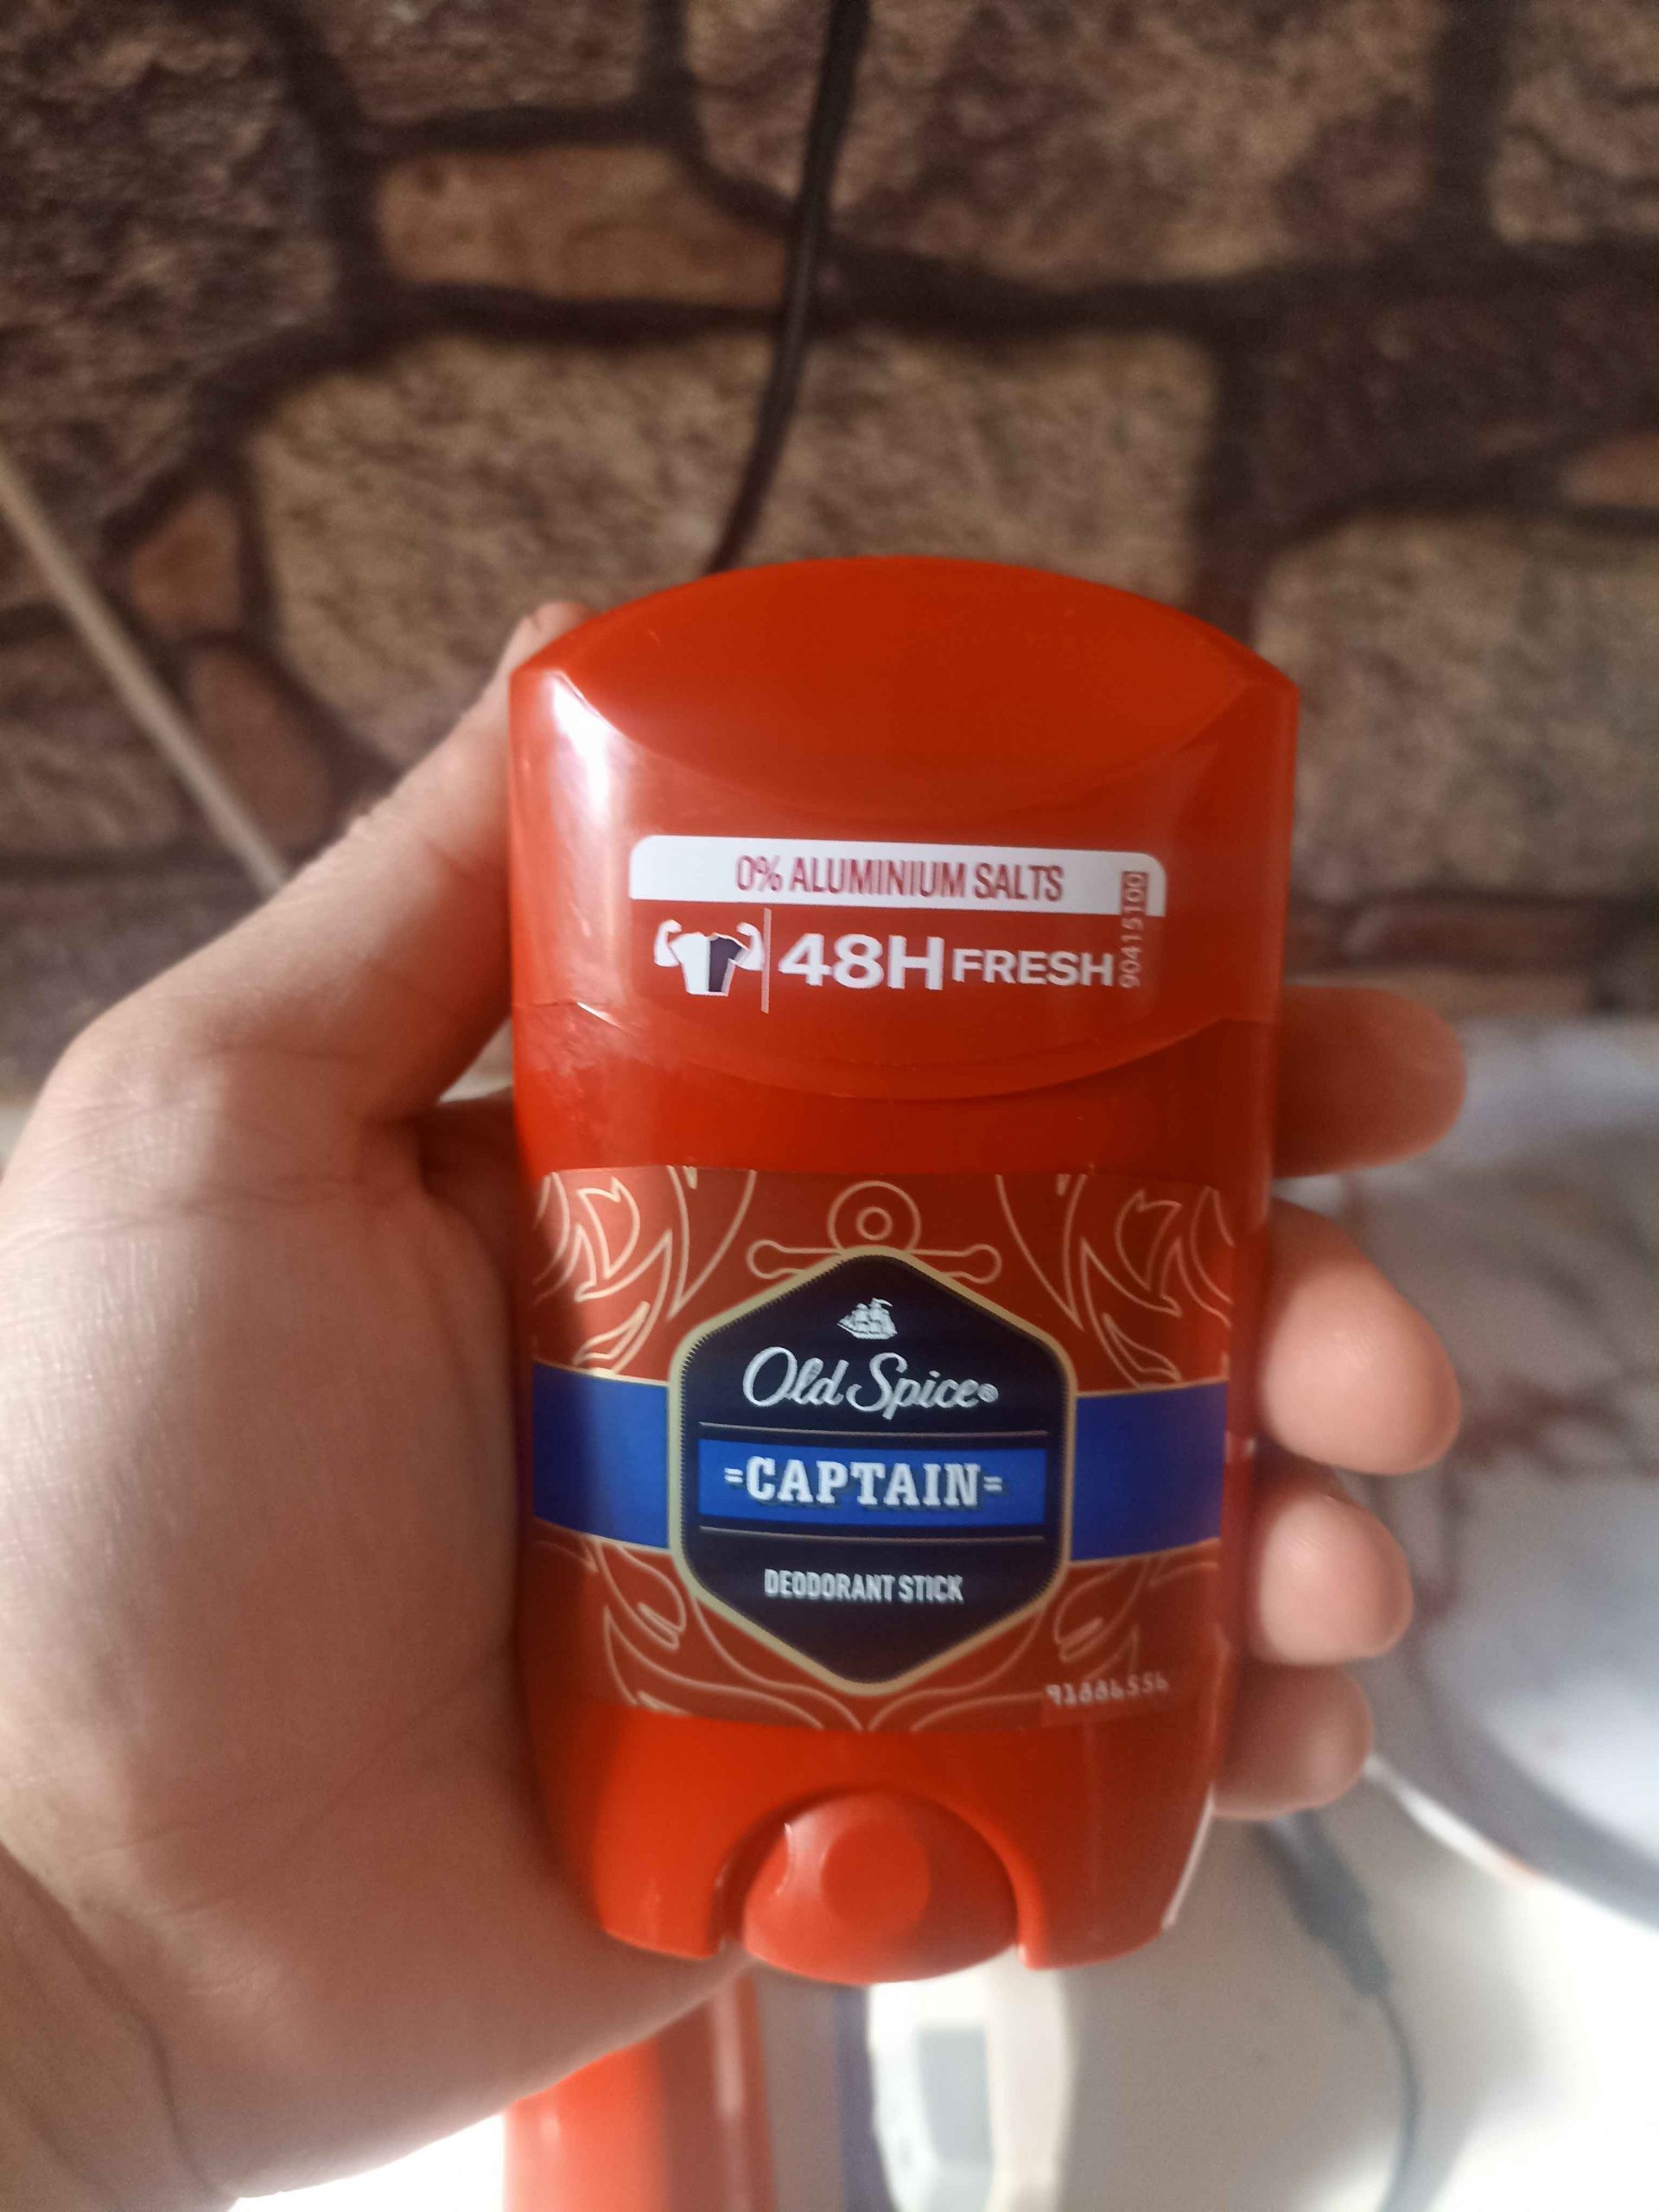 0% ALUMINIUM SALTS
48H FRESH
90415100
Old Spice®
=CAPTAIN=
DEODORANT STICK